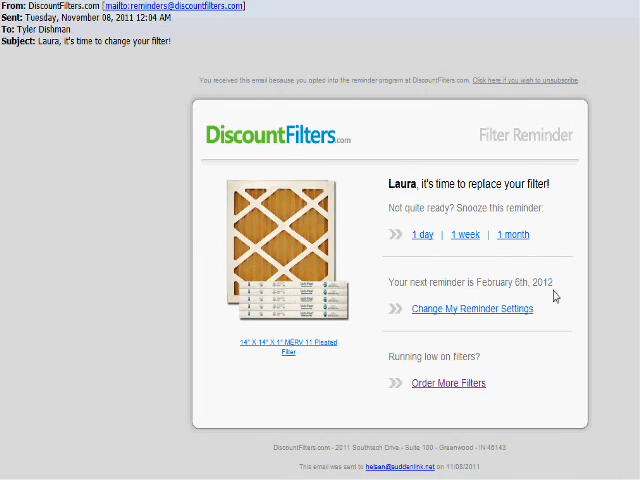 From: DiscountFilters.com [mailto:reminders@discountfilters.com]
Sent: Tuesday, November 08, 2011 12:04 AM
To: Tyler Dishman
Subject: Laura, it's time to change your filter!
You received this email because you opted into the reminder program at DiscountFilters.com. Click here if you wish to unsubscribe.
DiscountFilters.com
Filter Reminder
Laura, it's time to replace your filter!
Not quite ready? Snooze this reminder:
1 day | 1 week | 1 month
Your next reminder is February 6th, 2012
Change My Reminder Settings
14" X 14" X 1" MERV 11 Pleated
Filter
Running low on filters?
Order More Filters
DiscountFilters.com - 2011 Southtech Drive - Suite 100 - Greenwood - IN 46143
This email was sent to helsan@suddenlink.net on 11/08/2011